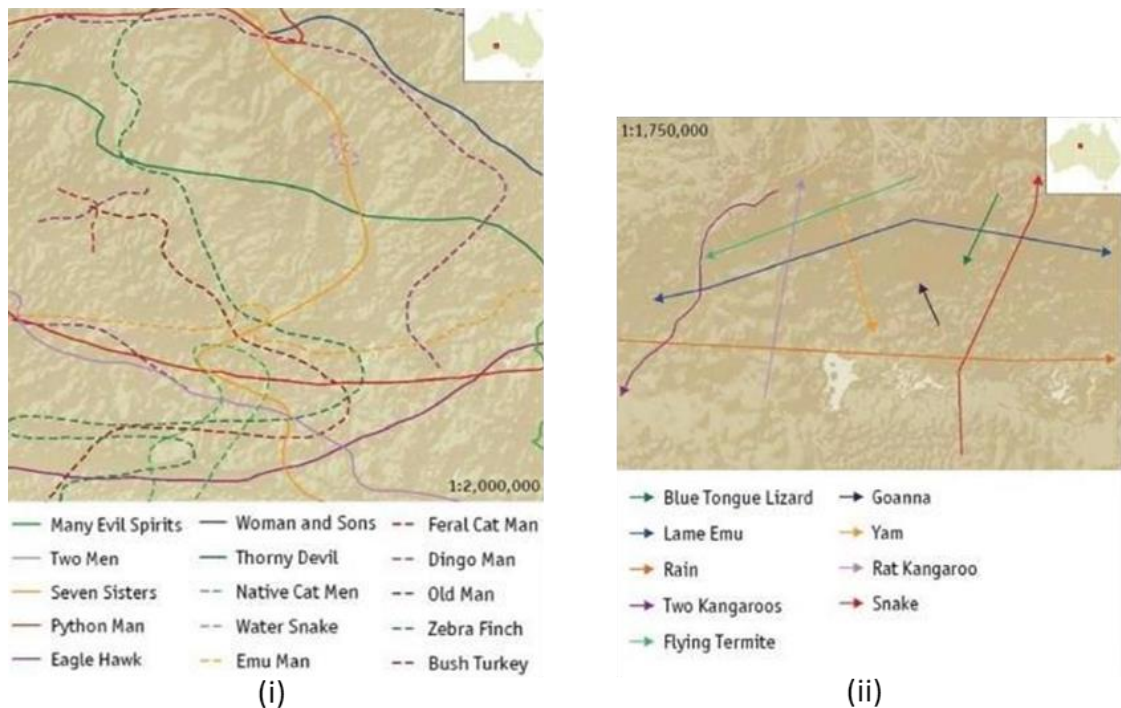 1:2,000,000
Many Evil Spirits
Two Men
Seven Sisters
Python Man
Eagle Hawk
Woman and Sons
Thorny Devil
Native Cat Men
Water Snake
Emu Man
Feral Cat Man
Dingo Man
Old Man
Zebra Finch
Bush Turkey
(i)
1:1,750,000
Blue Tongue Lizard
Lame Emu
Rain
Two Kangaroos
Flying Termite
Goanna
Yam
Rat Kangaroo
Snake
(ii)